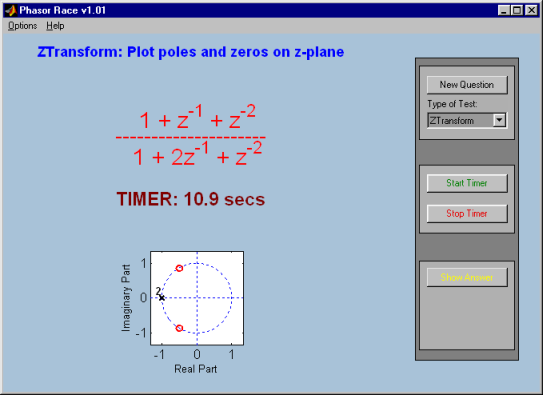 Phasor Race v1.01
Options Help
ZTransform: Plot poles and zeros on z-plane
1 + z^-1 + z^-2
1 + 2z^-1 + z^-2
TIMER: 10.9 secs
New Question
Type of Test:
ZTransform
Start Timer
Stop Timer
Show Answer
Imaginary Part
1
0
-1
2
-1 0 1
Real Part